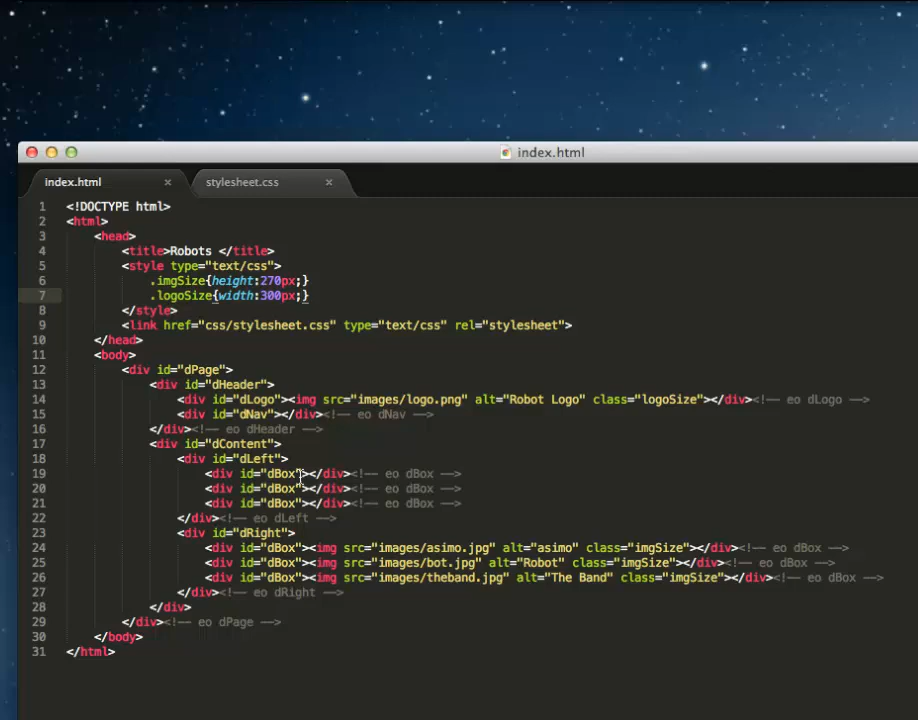 index.html
index.html × stylesheet.css ×
1 <!DOCTYPE html>
2 <html>
3 <head>
4 <title>Robots </title>
5 <style type="text/css">
6 .imgSize{height:270px;}
7 .logoSize{width:300px;}
8 </style>
9 <link href="css/stylesheet.css" type="text/css" rel="stylesheet">
10 </head>
11 <body>
12 <div id="dPage">
13 <div id="dHeader">
14 <div id="dLogo"><img src="images/logo.png" alt="Robot Logo" class="logoSize"></div><!-- eo dLogo -->
15 <div id="dNav"></div><!-- eo dNav -->
16 </div><!-- eo dHeader -->
17 <div id="dContent">
18 <div id="dLeft">
19 <div id="dBox"></div><!-- eo dBox -->
20 <div id="dBox"></div><!-- eo dBox -->
21 <div id="dBox"></div><!-- eo dBox -->
22 </div><!-- eo dLeft -->
23 <div id="dRight">
24 <div id="dBox"><img src="images/asimo.jpg" alt="asimo" class="imgSize"></div><!-- eo dBox -->
25 <div id="dBox"><img src="images/bot.jpg" alt="Robot" class="imgSize"></div><!-- eo dBox -->
26 <div id="dBox"><img src="images/theband.jpg" alt="The Band" class="imgSize"></div><!-- eo dBox -->
27 </div><!-- eo dRight -->
28 </div>
29 </div><!-- eo dPage -->
30 </body>
31 </html>